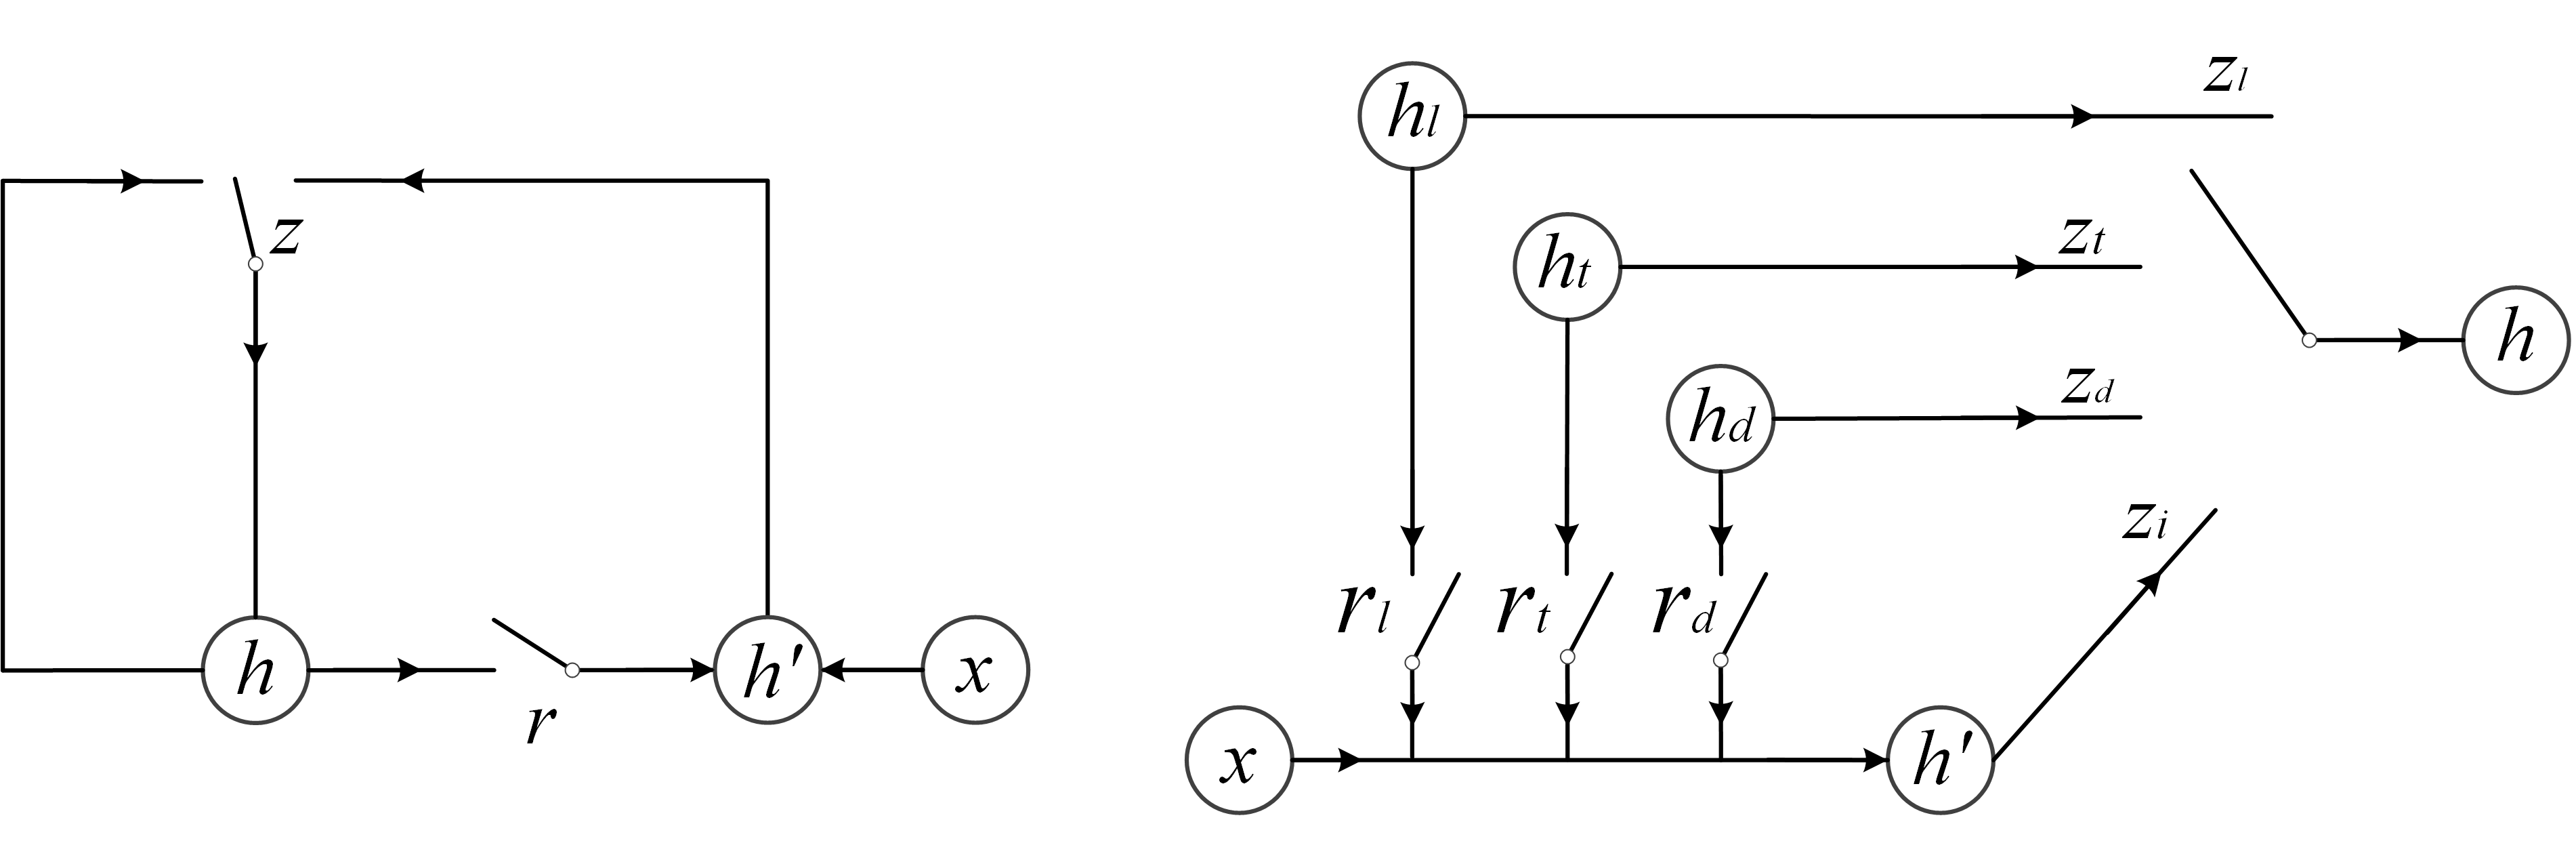 z
h
r
h'
x
h_l
z_l
h_t
z_t
h
h_d
z_d
z_i
r_l
r_t
r_d
x
h'